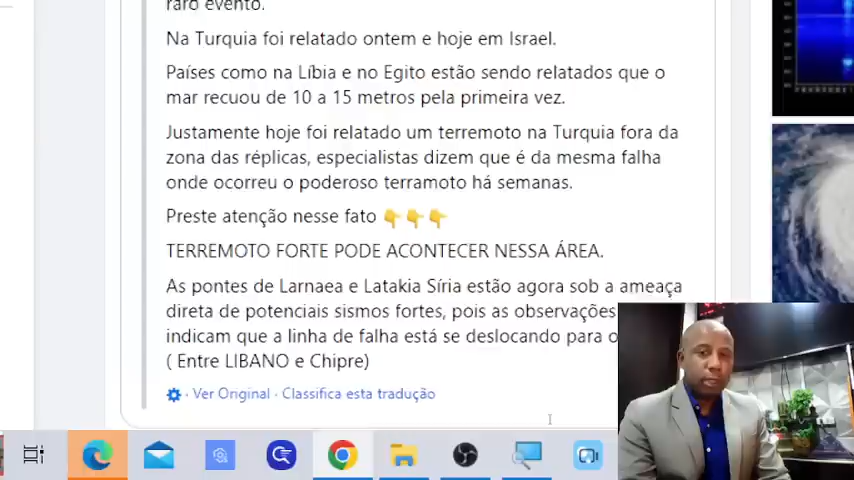 raro evento.
Na Turquia foi relatado ontem e hoje em Israel.
Países como na Líbia e no Egito estão sendo relatados que o
mar recuou de 10 a 15 metros pela primeira vez.
Justamente hoje foi relatado um terremoto na Turquia fora da
zona das réplicas, especialistas dizem que é da mesma falha
onde ocorreu o poderoso terramoto há semanas.
Preste atenção nesse fato 👇👇👇
TERREMOTO FORTE PODE ACONTECER NESSA ÁREA.
As pontes de Larnaea e Latakia Síria estão agora sob a ameaça
direta de potenciais sismos fortes, pois as observações
indicam que a linha de falha está se deslocando para o
( Entre LIBANO e Chipre)
· Ver Original · Classifica esta tradução